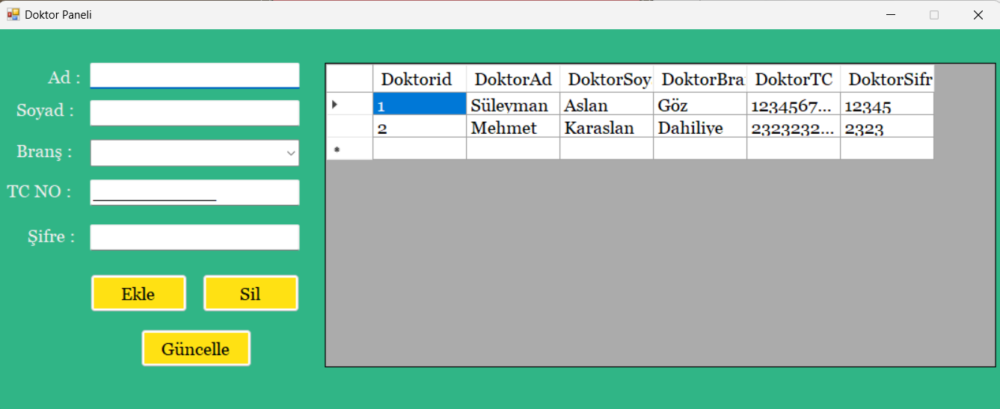 Doktor Paneli
Ad :
Soyad :
Branş :
TC NO :
Şifre :
Ekle Sil
Güncelle
Doktorid DoktorAd DoktorSoy DoktorBra DoktorTC DoktorSifr
1 Süleyman Aslan Göz 1234567... 12345
2 Mehmet Karaslan Dahiliye 2323232... 2323